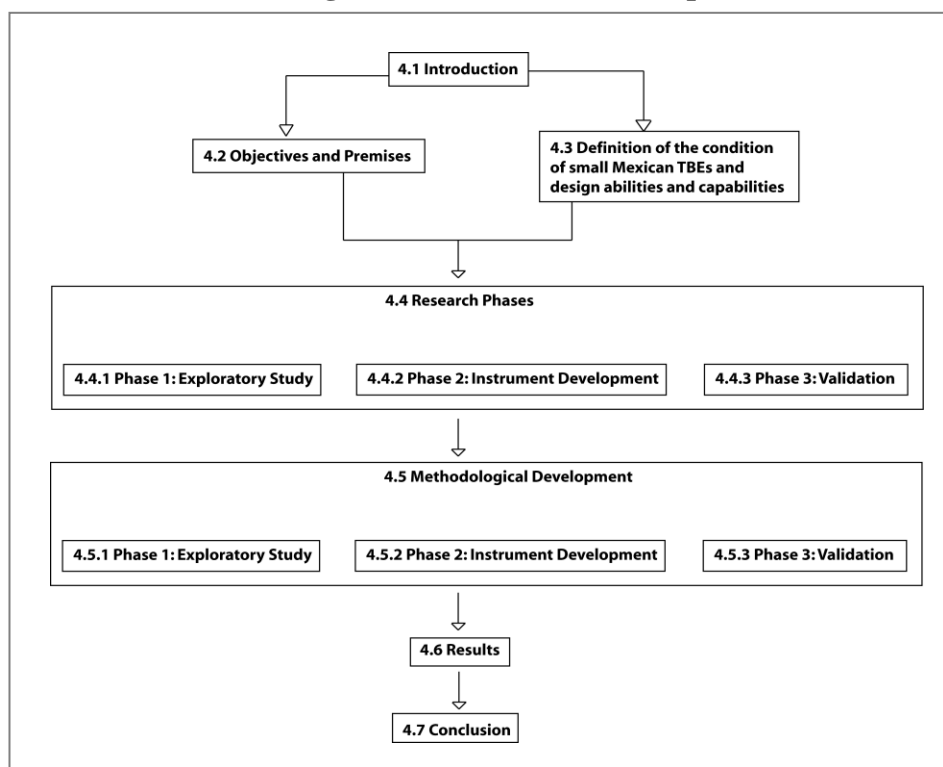 4.1 Introduction
4.2 Objectives and Premises
4.3 Definition of the condition
of small Mexican TBEs and
design abilities and capabilities
4.4 Research Phases
4.4.1 Phase 1: Exploratory Study
4.4.2 Phase 2: Instrument Development
4.4.3 Phase 3: Validation
4.5 Methodological Development
4.5.1 Phase 1: Exploratory Study
4.5.2 Phase 2: Instrument Development
4.5.3 Phase 3: Validation
4.6 Results
4.7 Conclusion